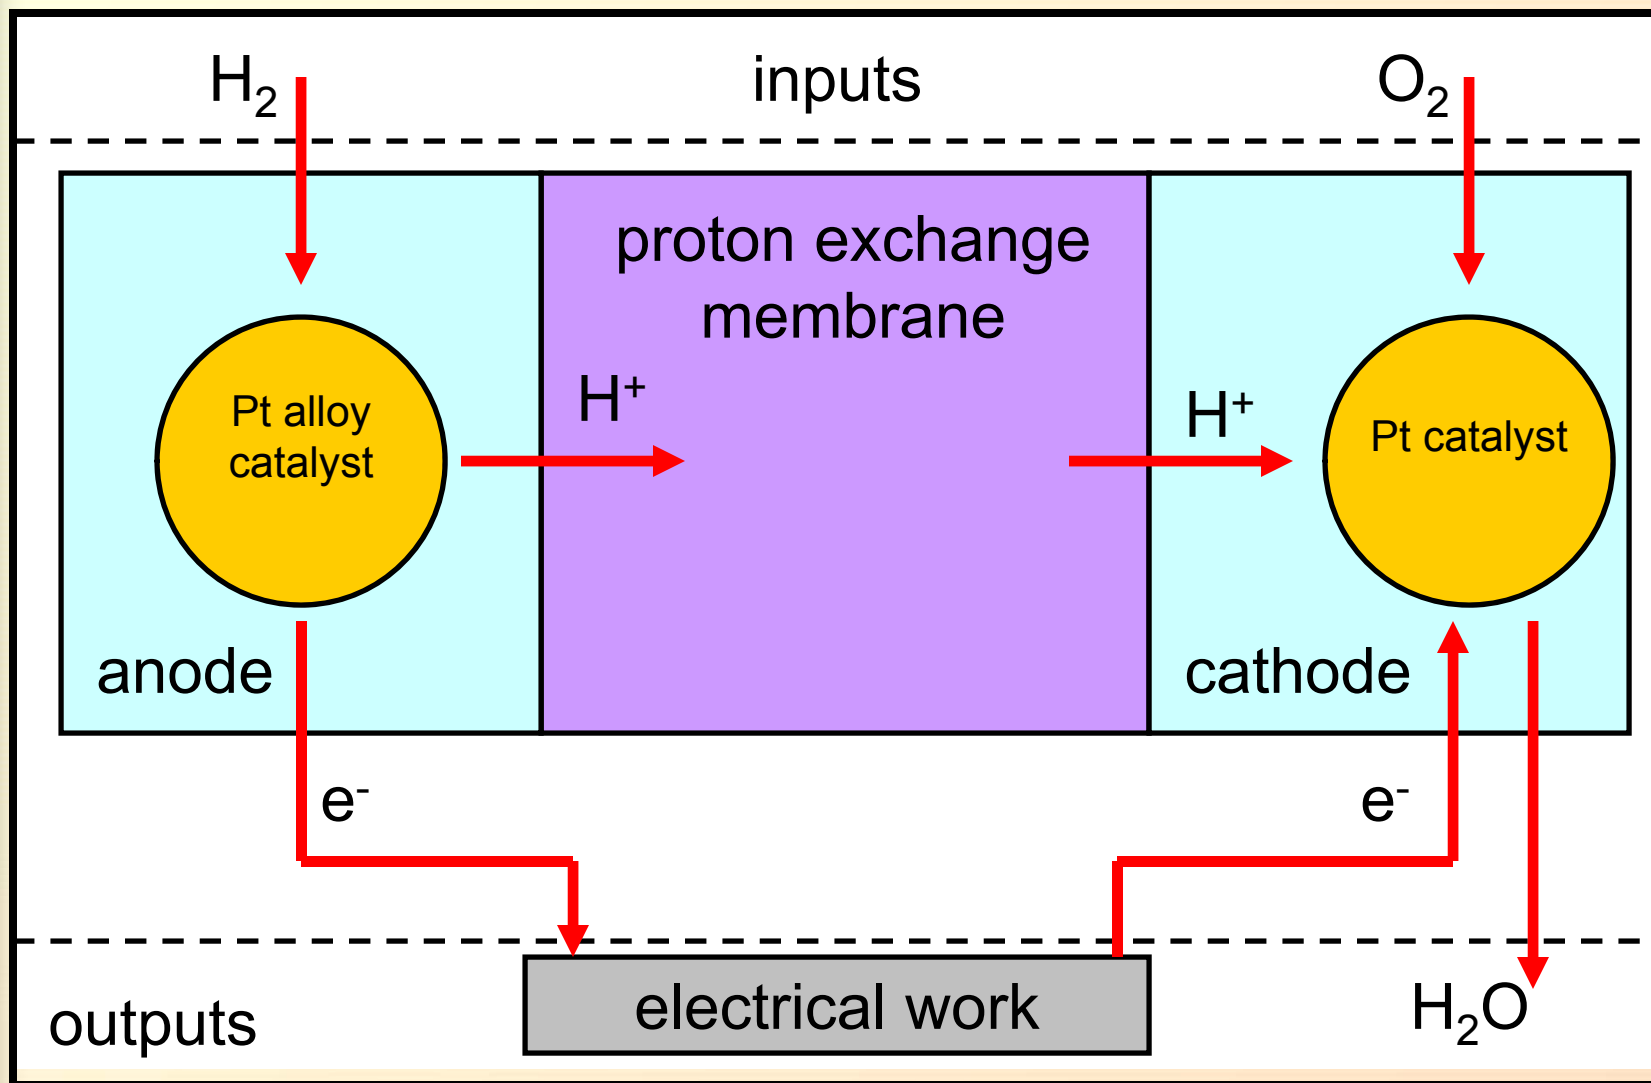 H₂
inputs
O₂
proton exchange
membrane
Pt alloy
catalyst
H⁺
H⁺
Pt catalyst
anode
cathode
e⁻
e⁻
outputs
electrical work
H₂O